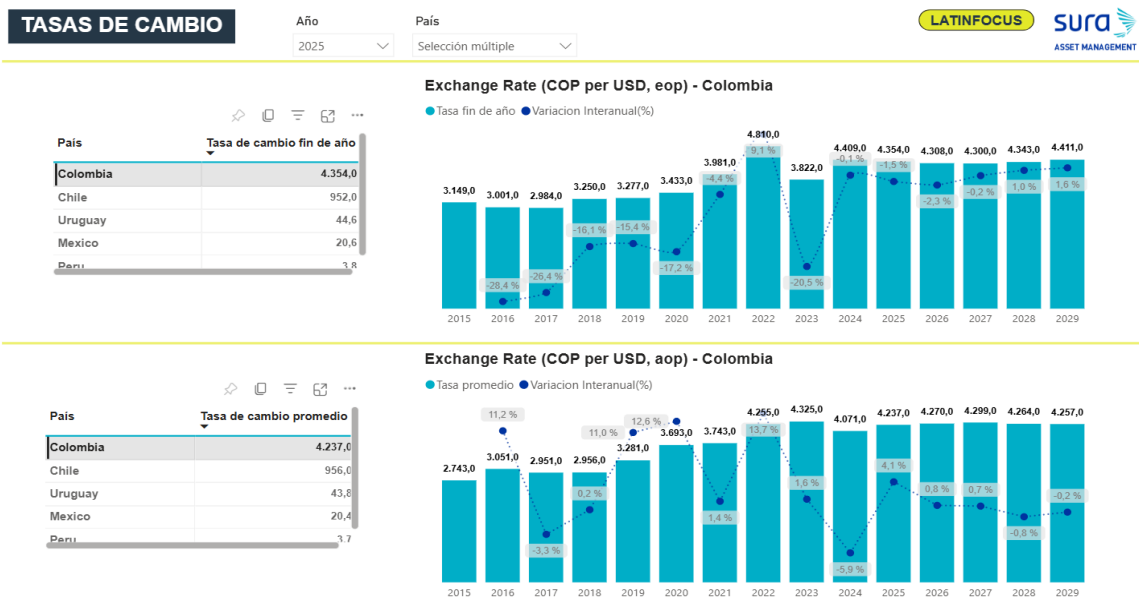 TASAS DE CAMBIO
Año
País
2025
Selección múltiple
LATINFOCUS
sura
ASSET MANAGEMENT
País Tasa de cambio fin de año
Colombia 4.354,0
Chile 952,0
Uruguay 44,6
Mexico 20,6
Peru 3,8
Exchange Rate (COP per USD, eop) - Colombia
Tasa fin de año Variacion Interanual(%)
3.149,0 3.001,0 2.984,0 3.250,0 3.277,0 3.433,0 3.981,0 4.810,0 3.822,0 4.409,0 4.354,0 4.308,0 4.300,0 4.343,0 4.411,0
-28,4 % -26,4 % -16,1 % -15,4 % -17,2 % -4,4 % 9,1 % -20,5 % -0,1 % -1,5 % -2,3 % -0,2 % 1,0 % 1,6 %
2015 2016 2017 2018 2019 2020 2021 2022 2023 2024 2025 2026 2027 2028 2029
País Tasa de cambio promedio
Colombia 4.237,0
Chile 956,0
Uruguay 43,8
Mexico 20,4
Peru 3,7
Exchange Rate (COP per USD, aop) - Colombia
Tasa promedio Variacion Interanual(%)
2.743,0 3.051,0 2.951,0 2.956,0 3.281,0 3.693,0 3.743,0 4.255,0 4.325,0 4.071,0 4.237,0 4.270,0 4.299,0 4.264,0 4.257,0
11,2 % -3,3 % 0,2 % 11,0 % 12,6 % 1,4 % 13,7 % 1,6 % -5,9 % 4,1 % 0,8 % 0,7 % -0,8 % -0,2 %
2015 2016 2017 2018 2019 2020 2021 2022 2023 2024 2025 2026 2027 2028 2029